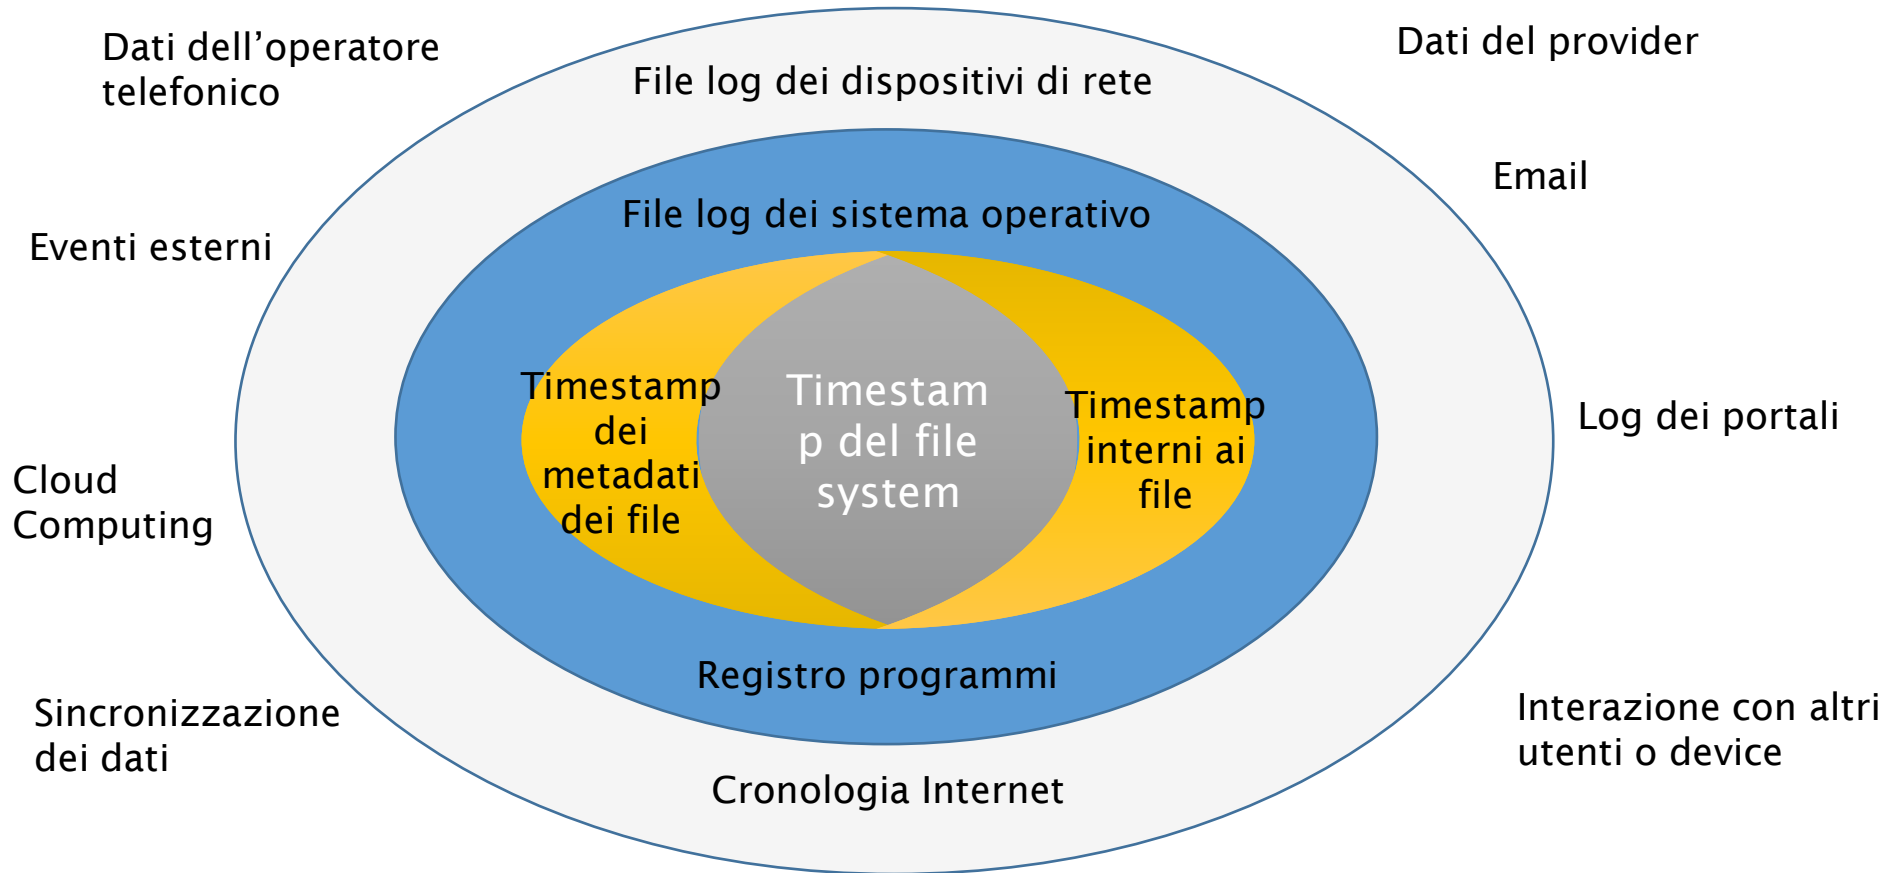 Dati dell’operatore
telefonico
File log dei dispositivi di rete
Dati del provider
Email
File log dei sistema operativo
Eventi esterni
Timestamp
dei
metadati
dei file
Timestam
p del file
system
Timestamp
interni ai
file
Log dei portali
Cloud
Computing
Registro programmi
Sincronizzazione
dei dati
Interazione con altri
utenti o device
Cronologia Internet